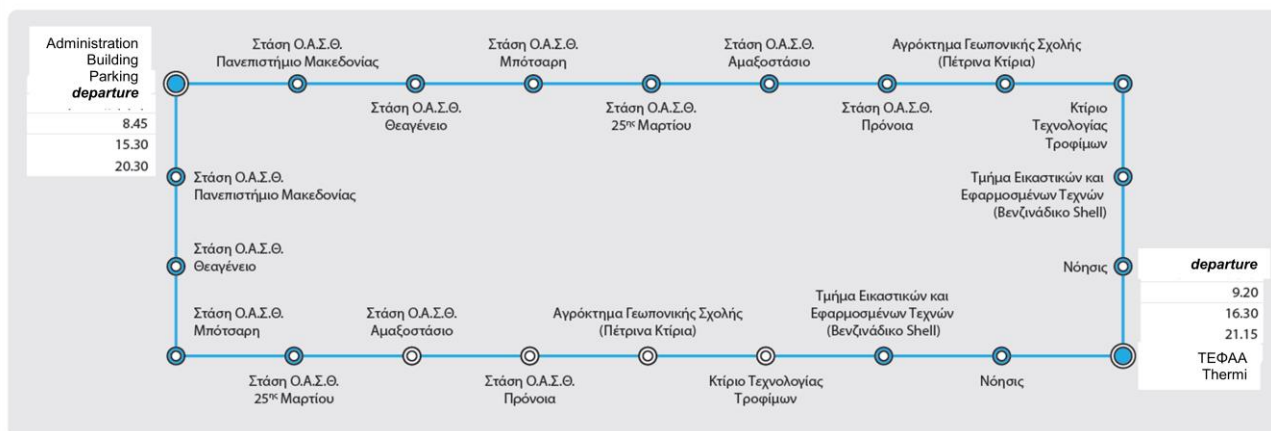 Administration
Building
Parking
departure
8.45
15.30
20.30
Στάση Ο.Α.Σ.Θ.
Πανεπιστήμιο Μακεδονίας
Στάση Ο.Α.Σ.Θ.
Θεαγένειο
Στάση Ο.Α.Σ.Θ.
Μπότσαρη
Στάση Ο.Α.Σ.Θ.
25ης Μαρτίου
Στάση Ο.Α.Σ.Θ.
Αμαξοστάσιο
Στάση Ο.Α.Σ.Θ.
Πρόνοια
Αγρόκτημα Γεωπονικής Σχολής
(Πέτρινα Κτίρια)
Κτίριο
Τεχνολογίας
Τροφίμων
Τμήμα Εικαστικών και
Εφαρμοσμένων Τεχνών
(Βενζινάδικο Shell)
Νόησις
departure
9.20
16.30
21.15
ΤΕΦΑΑ
Thermi
Στάση Ο.Α.Σ.Θ.
Πανεπιστήμιο Μακεδονίας
Στάση Ο.Α.Σ.Θ.
Θεαγένειο
Στάση Ο.Α.Σ.Θ.
Μπότσαρη
Στάση Ο.Α.Σ.Θ.
25ης Μαρτίου
Στάση Ο.Α.Σ.Θ.
Αμαξοστάσιο
Στάση Ο.Α.Σ.Θ.
Πρόνοια
Αγρόκτημα Γεωπονικής Σχολής
(Πέτρινα Κτίρια)
Κτίριο Τεχνολογίας
Τροφίμων
Τμήμα Εικαστικών και
Εφαρμοσμένων Τεχνών
(Βενζινάδικο Shell)
Νόησις